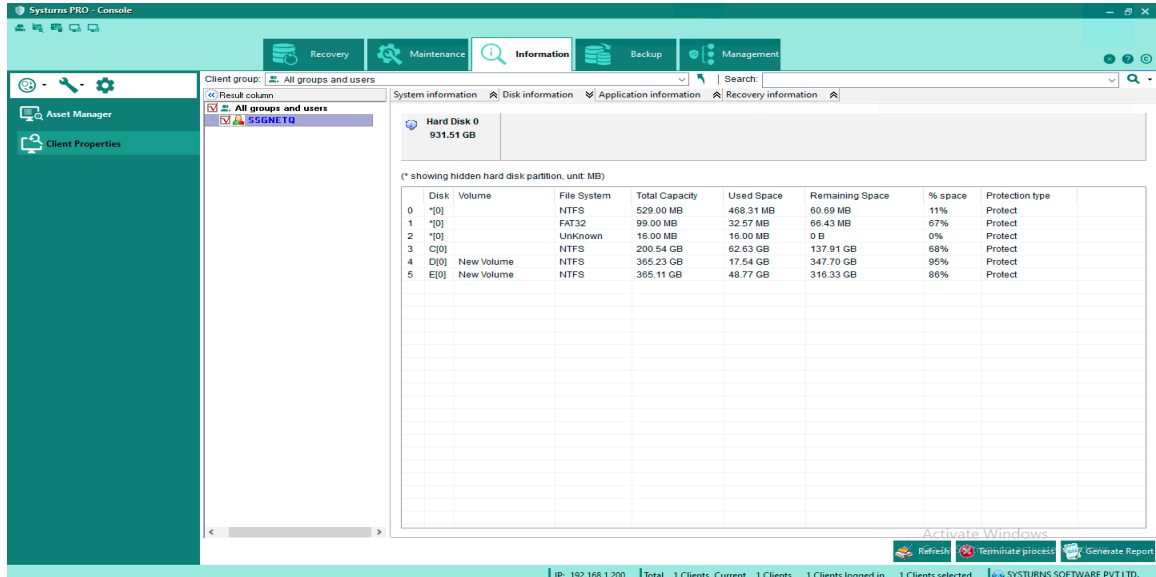 Systurns PRO - Console
Recovery Maintenance Information Backup Management
Client group: All groups and users Search:
Asset Manager
Client Properties
Result column
All groups and users
SSGNETQ
System information Disk information Application information Recovery information
Hard Disk 0
931.51 GB
(* showing hidden hard disk partition, unit: MB)
Disk Volume File System Total Capacity Used Space Remaining Space % space Protection type
0 *[0] NTFS 529.00 MB 468.31 MB 60.69 MB 11% Protect
1 *[0] FAT32 99.00 MB 32.57 MB 66.43 MB 67% Protect
2 *[0] UnKnown 16.00 MB 16.00 MB 0 B 0% Protect
3 C[0] NTFS 200.54 GB 62.63 GB 137.91 GB 68% Protect
4 D[0] New Volume NTFS 365.23 GB 17.54 GB 347.70 GB 95% Protect
5 E[0] New Volume NTFS 365.11 GB 48.77 GB 316.33 GB 86% Protect
Activate Windows
Refresh Terminate process Generate Report
IP: 192.168.1.200 Total 1 Clients Current 1 Clients 1 Clients logged in 1 Clients selected SYSTURNS SOFTWARE PVT LTD.